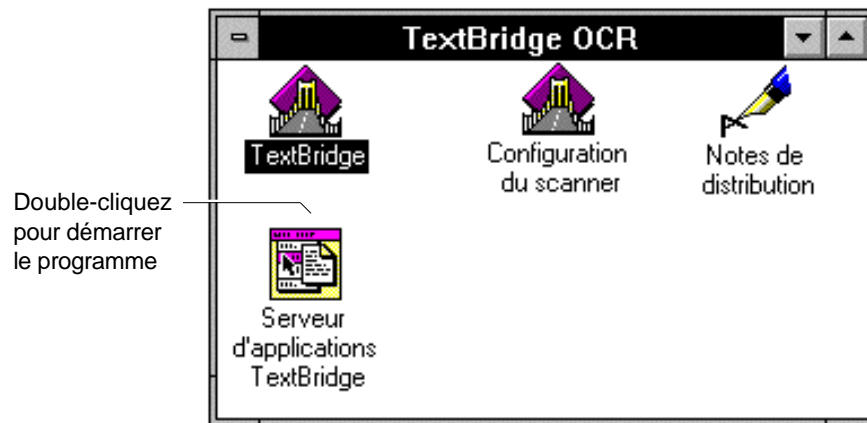 TextBridge OCR
TextBridge
Configuration
du scanner
Notes de
distribution
Double-cliquez
pour démarrer
le programme
Serveur
d'applications
TextBridge